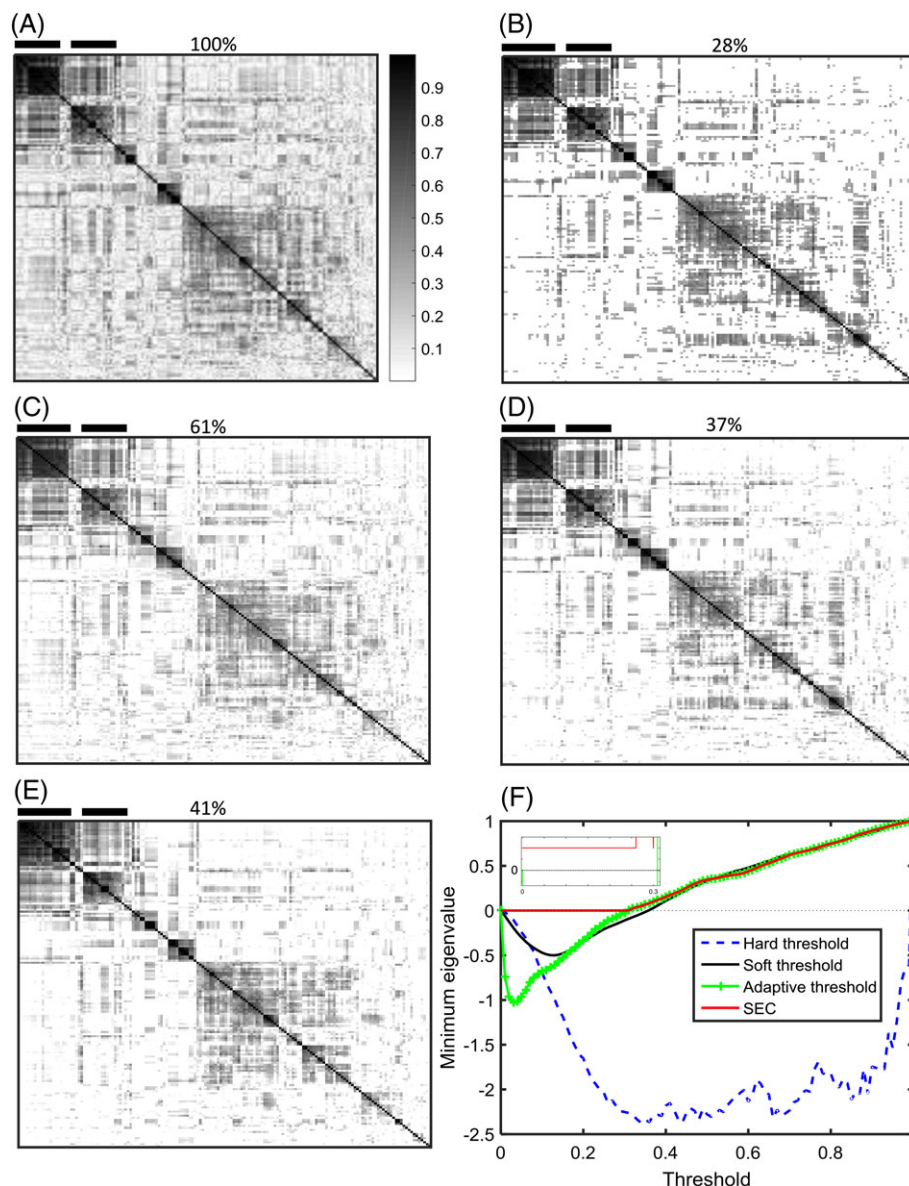 (A)
100%
0.9
0.8
0.7
0.6
0.5
0.4
0.3
0.2
0.1
(B)
28%
(C)
61%
(D)
37%
(E)
41%
(F)
1
0.5
0
-0.5
-1
-1.5
-2
-2.5
Minimum eigenvalue
0
0
0.3
Hard threshold
Soft threshold
Adaptive threshold
SEC
0
0.2
0.4
0.6
0.8
Threshold